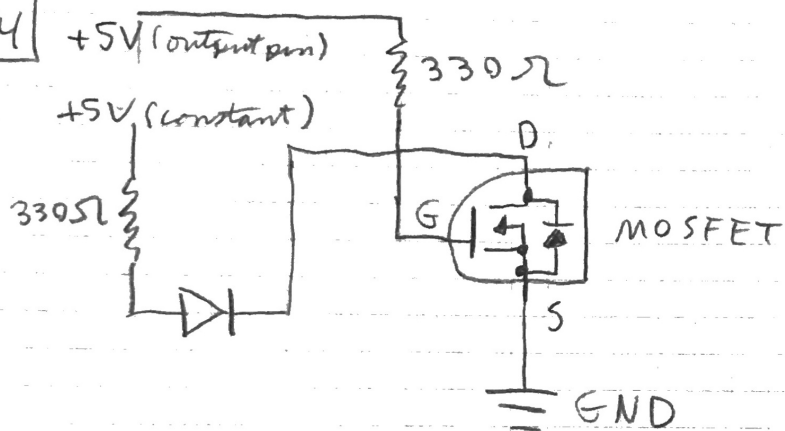 4
+5V (output pin)
330Ω
+5V (constant)
D
330Ω
G
MOSFET
S
GND